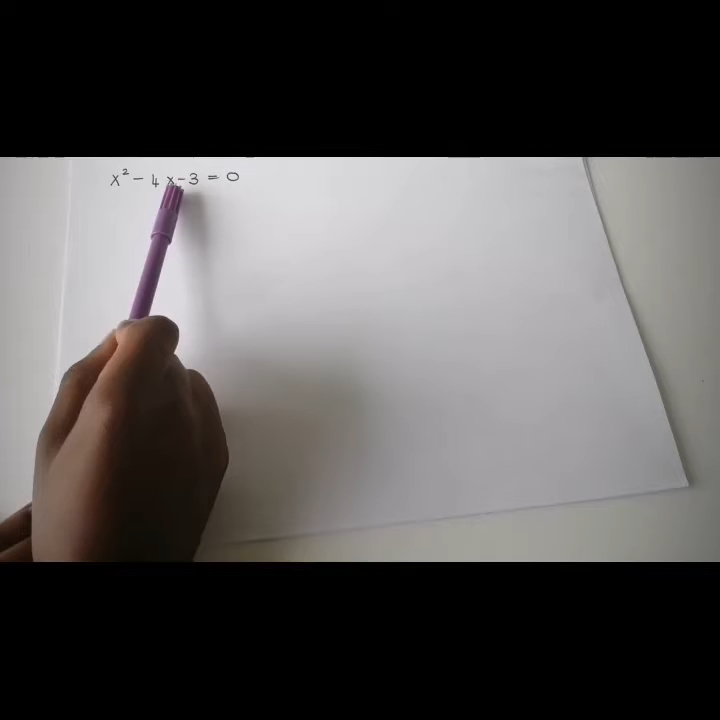 x² - 4x - 3 = 0